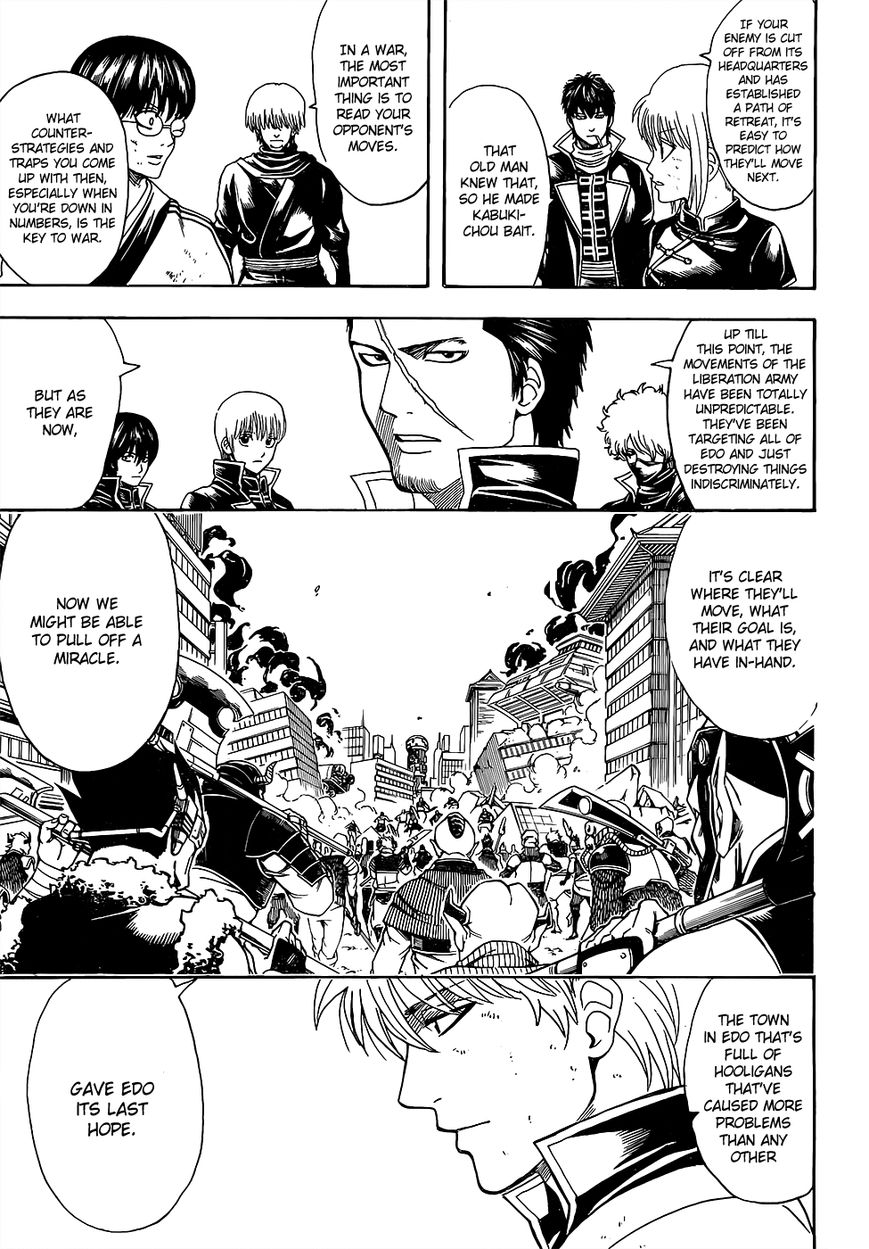 IF YOUR
ENEMY IS CUT
OFF FROM ITS
HEADQUARTERS
AND HAS
ESTABLISHED
A PATH OF
RETREAT, IT'S
EASY TO
PREDICT HOW
THEY'LL MOVE
NEXT.
THAT
OLD MAN
KNEW THAT,
SO HE MADE
KABUKI-
CHOU BAIT.
IN A WAR,
THE MOST
IMPORTANT
THING IS TO
READ YOUR
OPPONENT'S
MOVES.
WHAT
COUNTER-
STRATEGIES AND
TRAPS YOU COME
UP WITH THEN,
ESPECIALLY WHEN
YOU'RE DOWN IN
NUMBERS, IS THE
KEY TO WAR.
UP TILL
THIS POINT, THE
MOVEMENTS OF THE
LIBERATION ARMY
HAVE BEEN TOTALLY
UNPREDICTABLE.
THEY'VE BEEN
TARGETING ALL OF
EDO AND JUST
DESTROYING THINGS
INDISCRIMINATELY.
BUT AS
THEY ARE
NOW,
IT'S CLEAR
WHERE THEY'LL
MOVE, WHAT
THEIR GOAL IS,
AND WHAT THEY
HAVE IN-HAND.
NOW WE
MIGHT BE ABLE
TO PULL OFF A
MIRACLE.
THE TOWN
IN EDO THAT'S
FULL OF
HOOLIGANS
THAT'VE
CAUSED MORE
PROBLEMS
THAN ANY
OTHER
GAVE EDO
ITS LAST
HOPE.